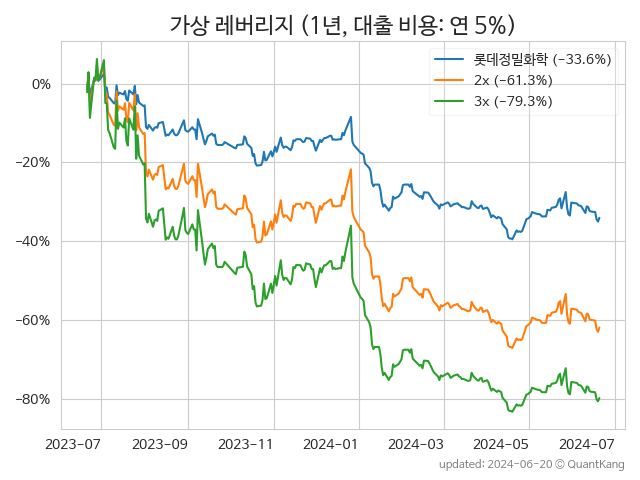 가상 레버리지 (1년, 대출 비용: 연 5%)
롯데정밀화학 (−33.6%)
2x (−61.3%)
3x (−79.3%)
0%
−20%
−40%
−60%
−80%
2023−07 2023−09 2023−11 2024−01 2024−03 2024−05 2024−07
updated: 2024−06−20 © QuantKang